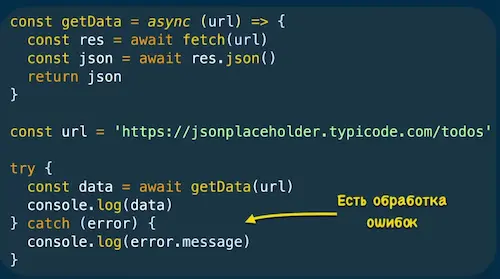 const getData = async (url) => {
  const res = await fetch(url)
  const json = await res.json()
  return json
}

const url = 'https://jsonplaceholder.typicode.com/todos'

try {
  const data = await getData(url)
  console.log(data)
} catch (error) {
  console.log(error.message)
}
Есть обработка
ошибок